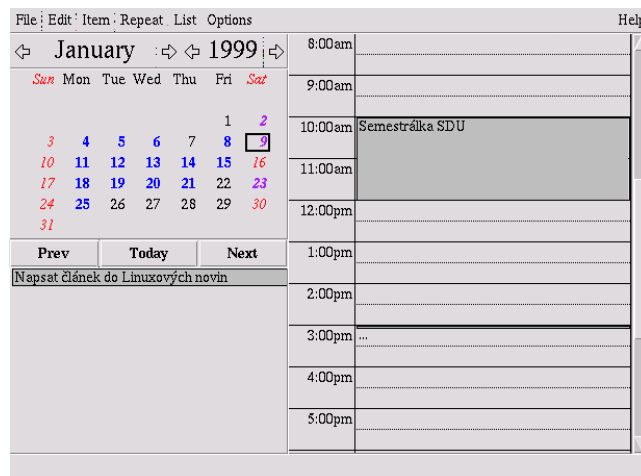 File Edit Item Repeat List Options Help
January 1999
Sun Mon Tue Wed Thu Fri Sat
1 2
3 4 5 6 7 8 9
10 11 12 13 14 15 16
17 18 19 20 21 22 23
24 25 26 27 28 29 30
31
Prev Today Next
Napsat článek do Linuxových novin
8:00am
9:00am
10:00am Semestrálka SDU
11:00am
12:00pm
1:00pm
2:00pm
3:00pm ...
4:00pm
5:00pm